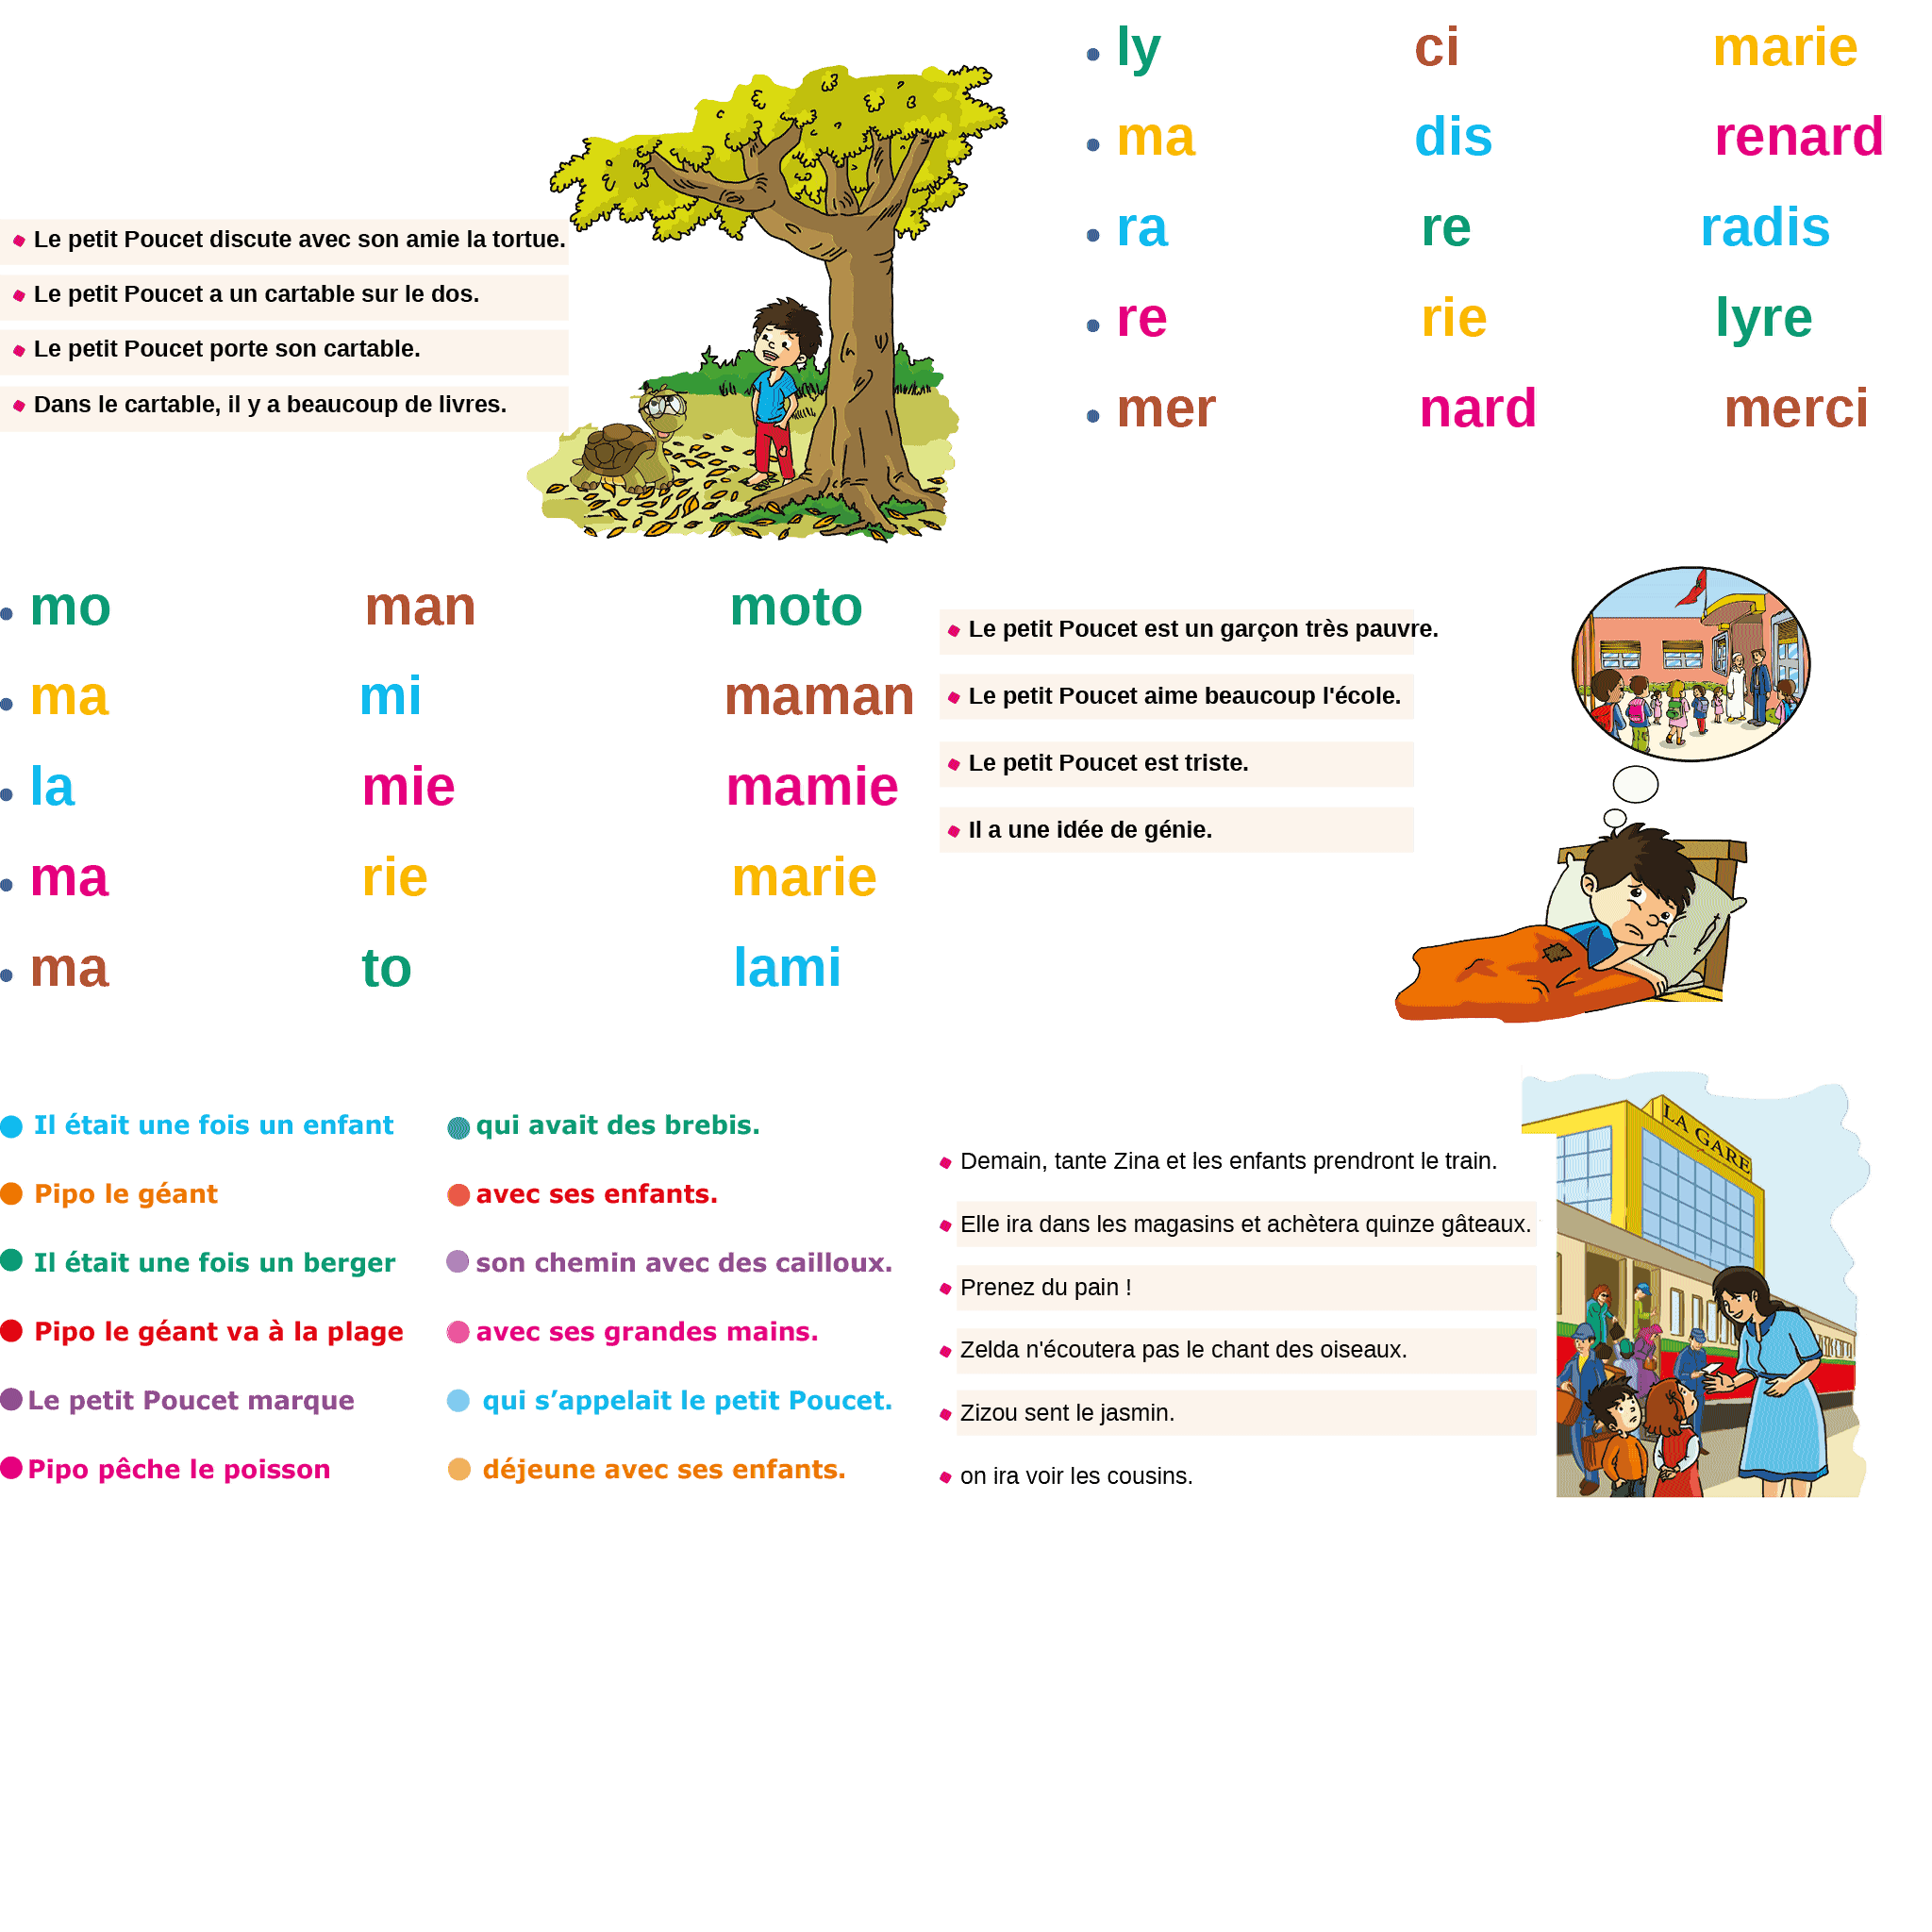 Le petit Poucet discute avec son amie la tortue.
Le petit Poucet a un cartable sur le dos.
Le petit Poucet porte son cartable.
Dans le cartable, il y a beaucoup de livres.
ly ci marie
ma dis renard
ra re radis
re rie lyre
mer nard merci
mo man moto
ma mi maman
la mie mamie
ma rie marie
ma to lami
Le petit Poucet est un garçon très pauvre.
Le petit Poucet aime beaucoup l'école.
Le petit Poucet est triste.
Il a une idée de génie.
Il était une fois un enfant qui avait des brebis.
Pipo le géant avec ses enfants.
Il était une fois un berger son chemin avec des cailloux.
Pipo le géant va à la plage avec ses grandes mains.
Le petit Poucet marque qui s’appelait le petit Poucet.
Pipo pêche le poisson déjeune avec ses enfants.
LA GARE
Demain, tante Zina et les enfants prendront le train.
Elle ira dans les magasins et achètera quinze gâteaux.
Prenez du pain !
Zelda n'écoutera pas le chant des oiseaux.
Zizou sent le jasmin.
on ira voir les cousins.